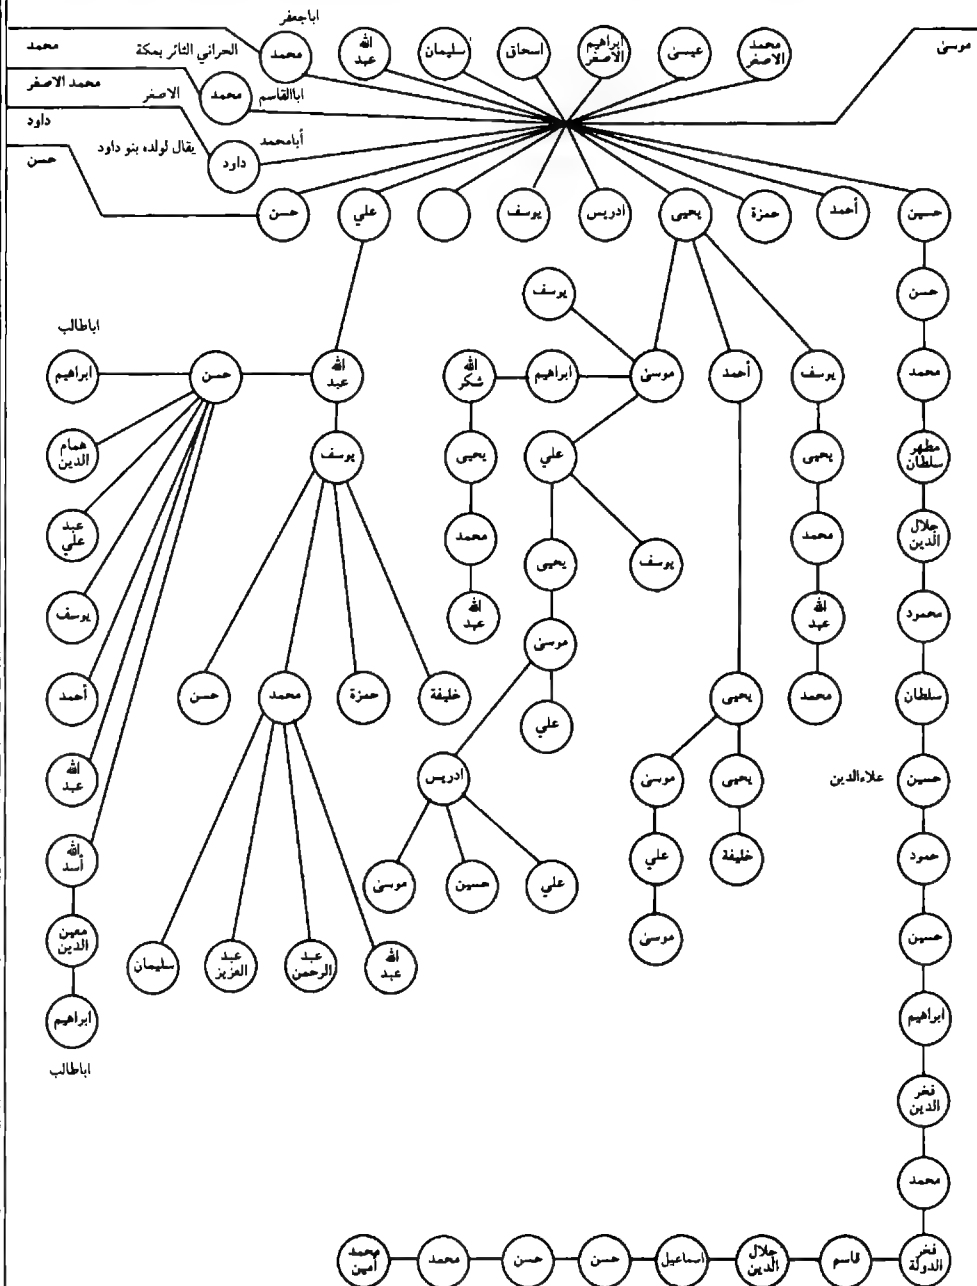 اباجعفر
محمد
الحراني الثائر بمكة
محمد
عبد الله
سليمان
اسحاق
ابراهيم الاصغر
عيسى
محمد الاصغر
موسى
محمد الاصغر
الاصغر
محمد
اباالقاسم
داود
يقال لولده بنو داود
أبامحمد
داود
حسن
حسن
علي
يوسف
ادريس
يحيى
حمزة
أحمد
حسين
يوسف
حسن
اباطالب
ابراهيم
حسن
عبد الله
شكر الله
ابراهيم
موسى
أحمد
يوسف
محمد
همام الدين
يوسف
يحيى
علي
يحيى
مطهر سلطان
عبد علي
محمد
يحيى
يوسف
محمد
جلال الدين
يوسف
عبد الله
موسى
عبد الله
محمود
أحمد
حسن
محمد
حمزة
خليفة
علي
يحيى
محمد
سلطان
عبد الله
ادريس
موسى
يحيى
علاءالدين
حسين
أسد الله
موسى
حسين
علي
علي
خليفة
حمود
معين الدين
سليمان
عبد العزيز
عبد الرحمن
عبد الله
موسى
حسين
ابراهيم
اباطالب
ابراهيم
فخر الدين
محمد
محمد أمين
محمد
حسن
حسن
اسماعيل
جلال الدين
قاسم
فخر الدولة